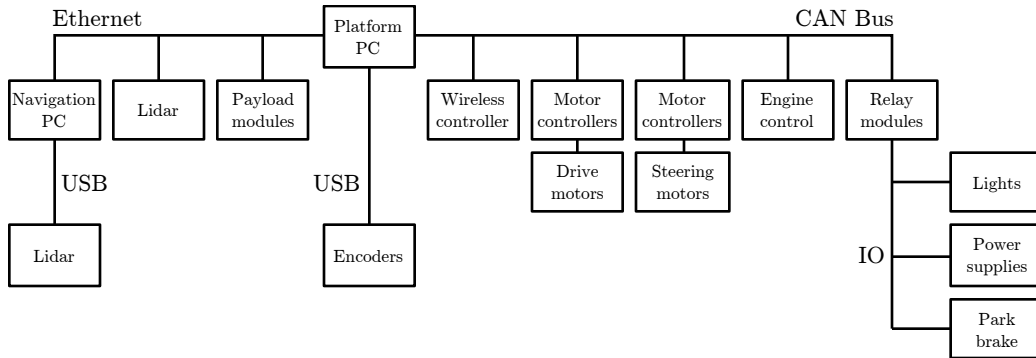 Ethernet
Platform
PC
CAN Bus
Navigation
PC
Lidar
Payload
modules
Wireless
controller
Motor
controllers
Motor
controllers
Engine
control
Relay
modules
Drive
motors
Steering
motors
USB
USB
Lights
Lidar
Encoders
IO
Power
supplies
Park
brake